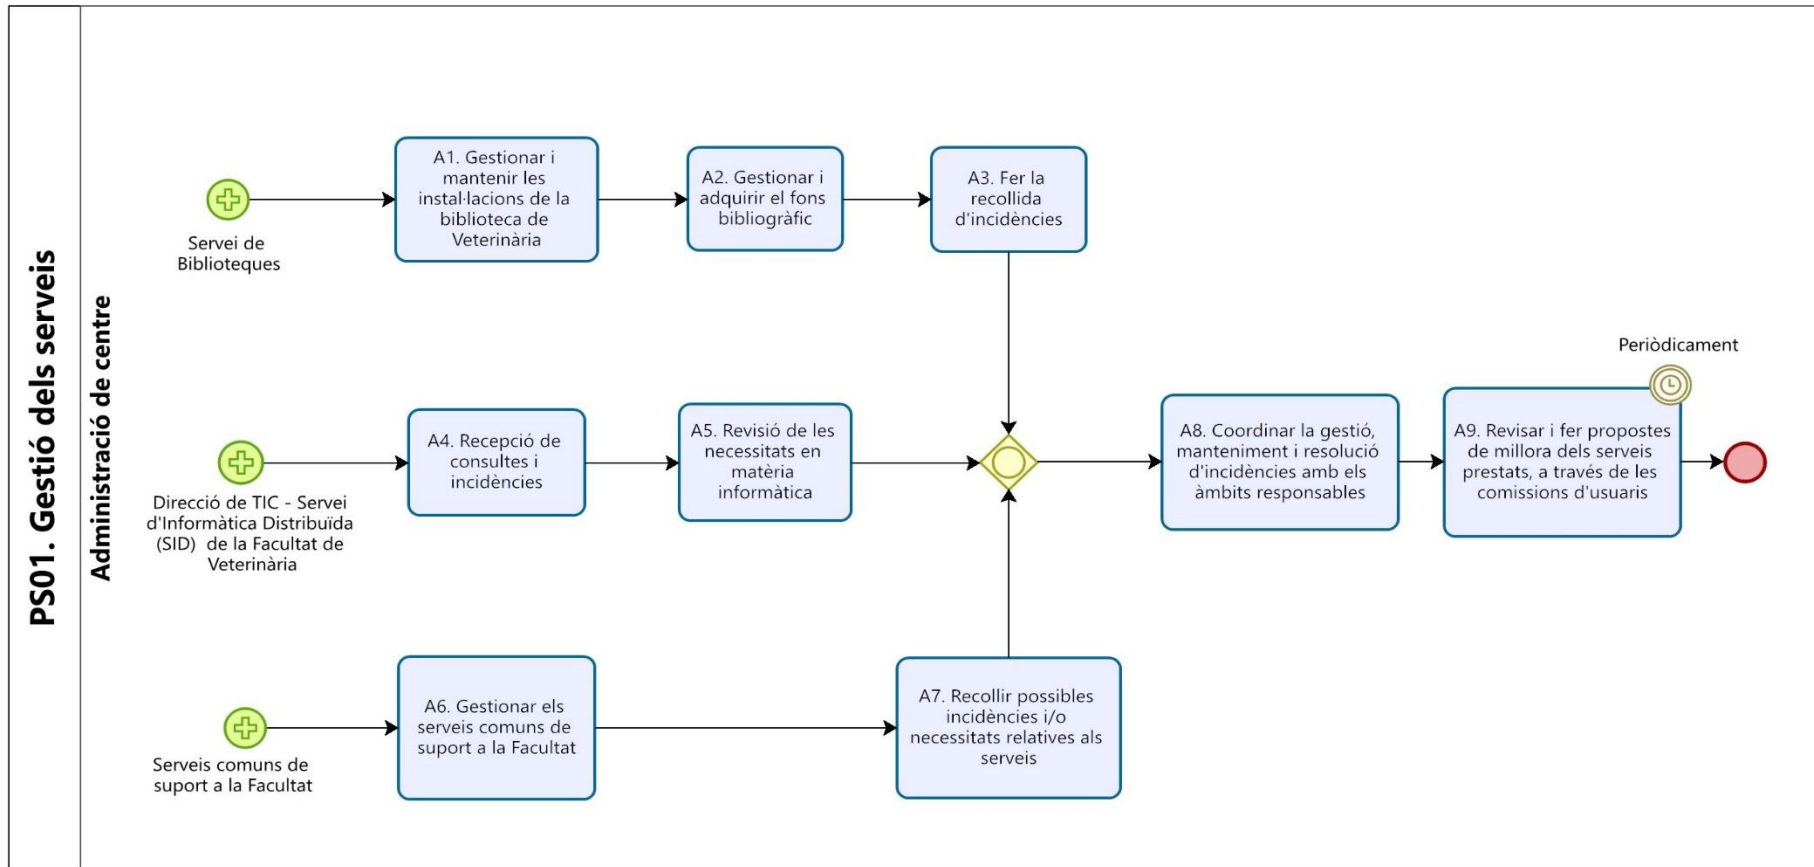 PS01. Gestió dels serveis
Administració de centre
Servei de
Biblioteques
A1. Gestionar i
mantenir les
instal·lacions de la
biblioteca de
Veterinària
A2. Gestionar i
adquirir el fons
bibliogràfic
A3. Fer la
recollida
d'incidències
Direcció de TIC - Servei
d'Informàtica Distribuïda
(SID)  de la Facultat de
Veterinària
A4. Recepció de
consultes i
incidències
A5. Revisió de les
necessitats en
matèria
informàtica
Serveis comuns de
suport a la Facultat
A6. Gestionar els
serveis comuns de
suport a la Facultat
A7. Recollir possibles
incidències i/o
necessitats relatives als
serveis
A8. Coordinar la gestió,
manteniment i resolució
d'incidències amb els
àmbits responsables
Periòdicament
A9. Revisar i fer propostes
de millora dels serveis
prestats, a través de les
comissions d'usuaris